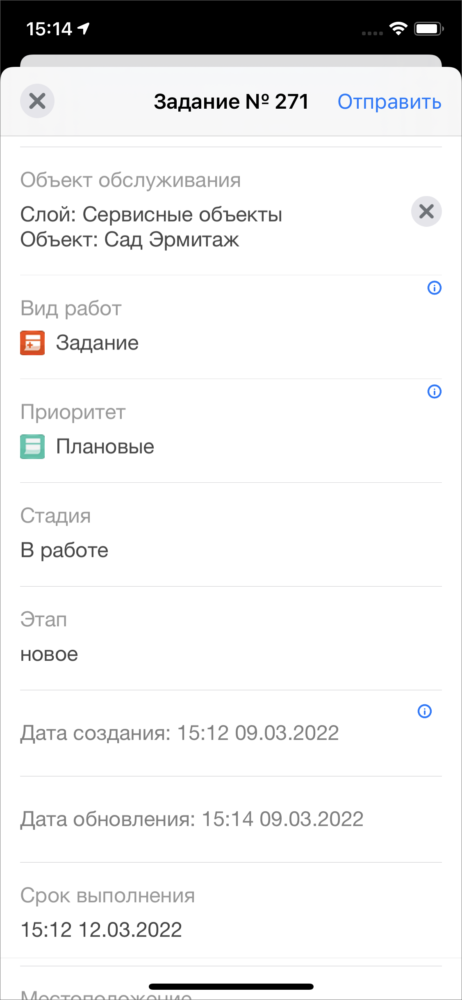 15:14
Задание № 271
Отправить
Объект обслуживания
Слой: Сервисные объекты
Объект: Сад Эрмитаж
Вид работ
Задание
Приоритет
Плановые
Стадия
В работе
Этап
новое
Дата создания: 15:12 09.03.2022
Дата обновления: 15:14 09.03.2022
Срок выполнения
15:12 12.03.2022
Местоположение